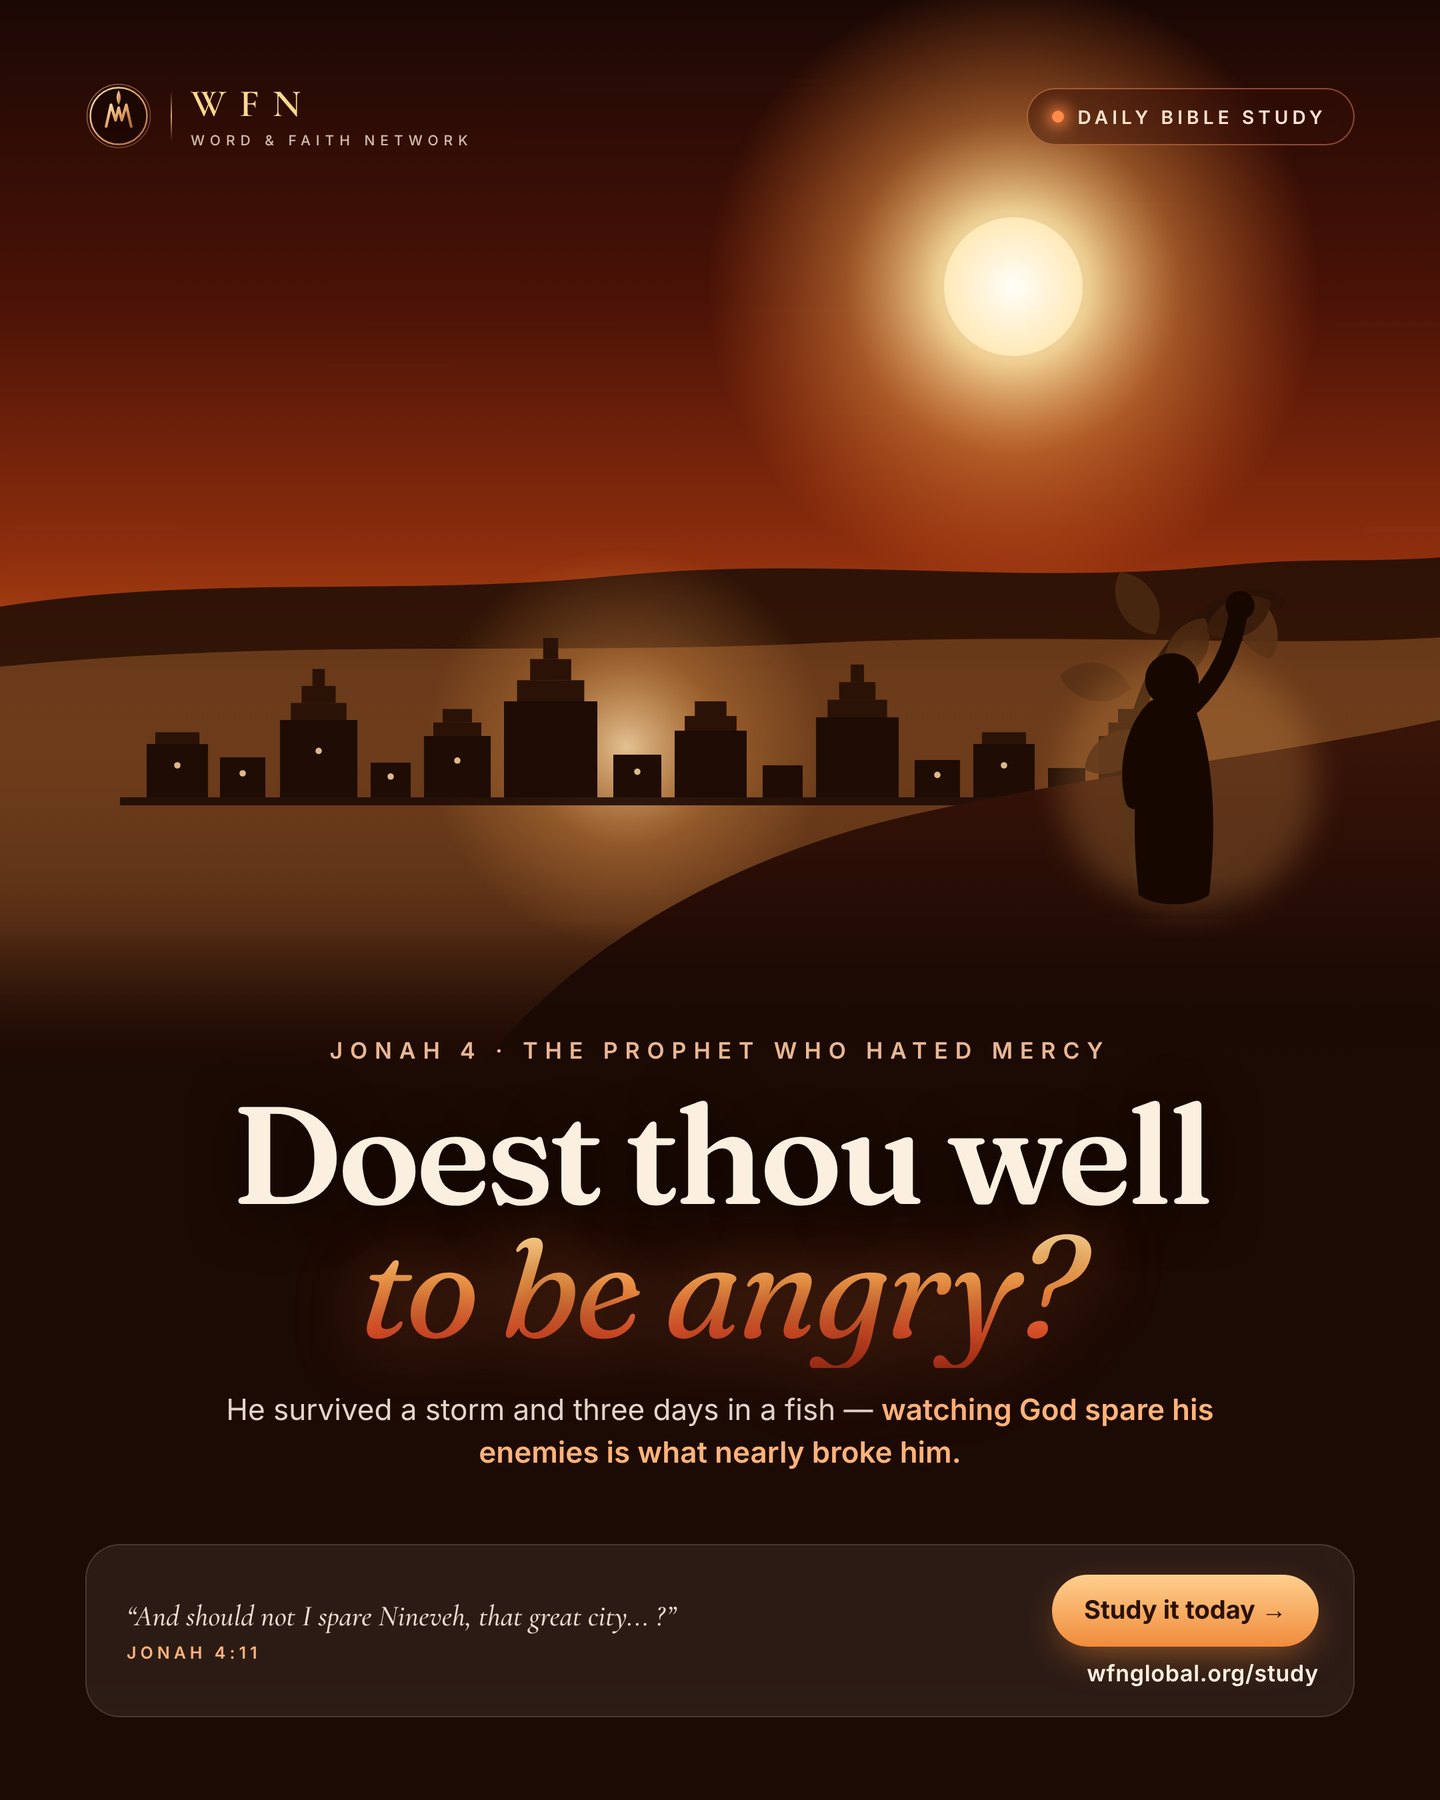 WFN
WORD & FAITH NETWORK
DAILY BIBLE STUDY
JONAH 4 · THE PROPHET WHO HATED MERCY
Doest thou well
to be angry?
He survived a storm and three days in a fish — watching God spare his
enemies is what nearly broke him.
“And should not I spare Nineveh, that great city... ?”
JONAH 4:11
Study it today →
wfnglobal.org/study